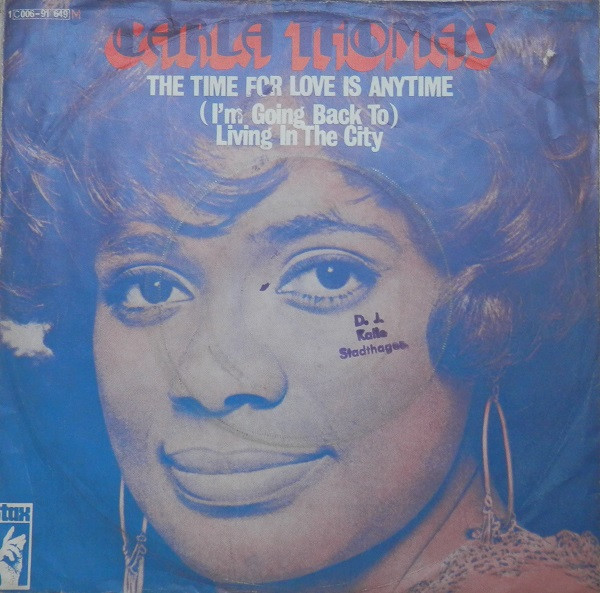 1C 006-91 649 M
CARLA THOMAS
THE TIME FOR LOVE IS ANYTIME
(I'm Going Back To)
Living In The City
D. J.
Kalle
Stadthagen
stax